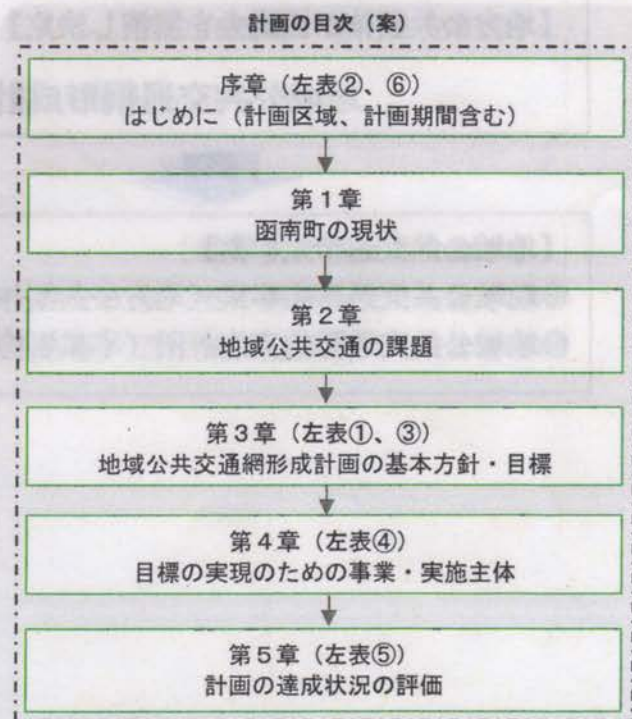 計画の目次（案）
序章（左表②、⑥）
はじめに（計画区域、計画期間含む）
第１章
函南町の現状
第２章
地域公共交通の課題
第３章（左表①、③）
地域公共交通網形成計画の基本方針・目標
第４章（左表④）
目標の実現のための事業・実施主体
第５章（左表⑤）
計画の達成状況の評価